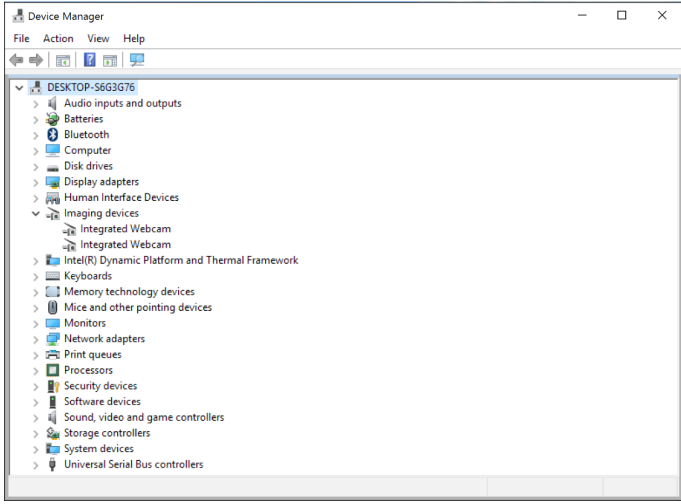 Device Manager
File Action View Help
DESKTOP-S6G3G76
Audio inputs and outputs
Batteries
Bluetooth
Computer
Disk drives
Display adapters
Human Interface Devices
Imaging devices
Integrated Webcam
Integrated Webcam
Intel(R) Dynamic Platform and Thermal Framework
Keyboards
Memory technology devices
Mice and other pointing devices
Monitors
Network adapters
Print queues
Processors
Security devices
Software devices
Sound, video and game controllers
Storage controllers
System devices
Universal Serial Bus controllers